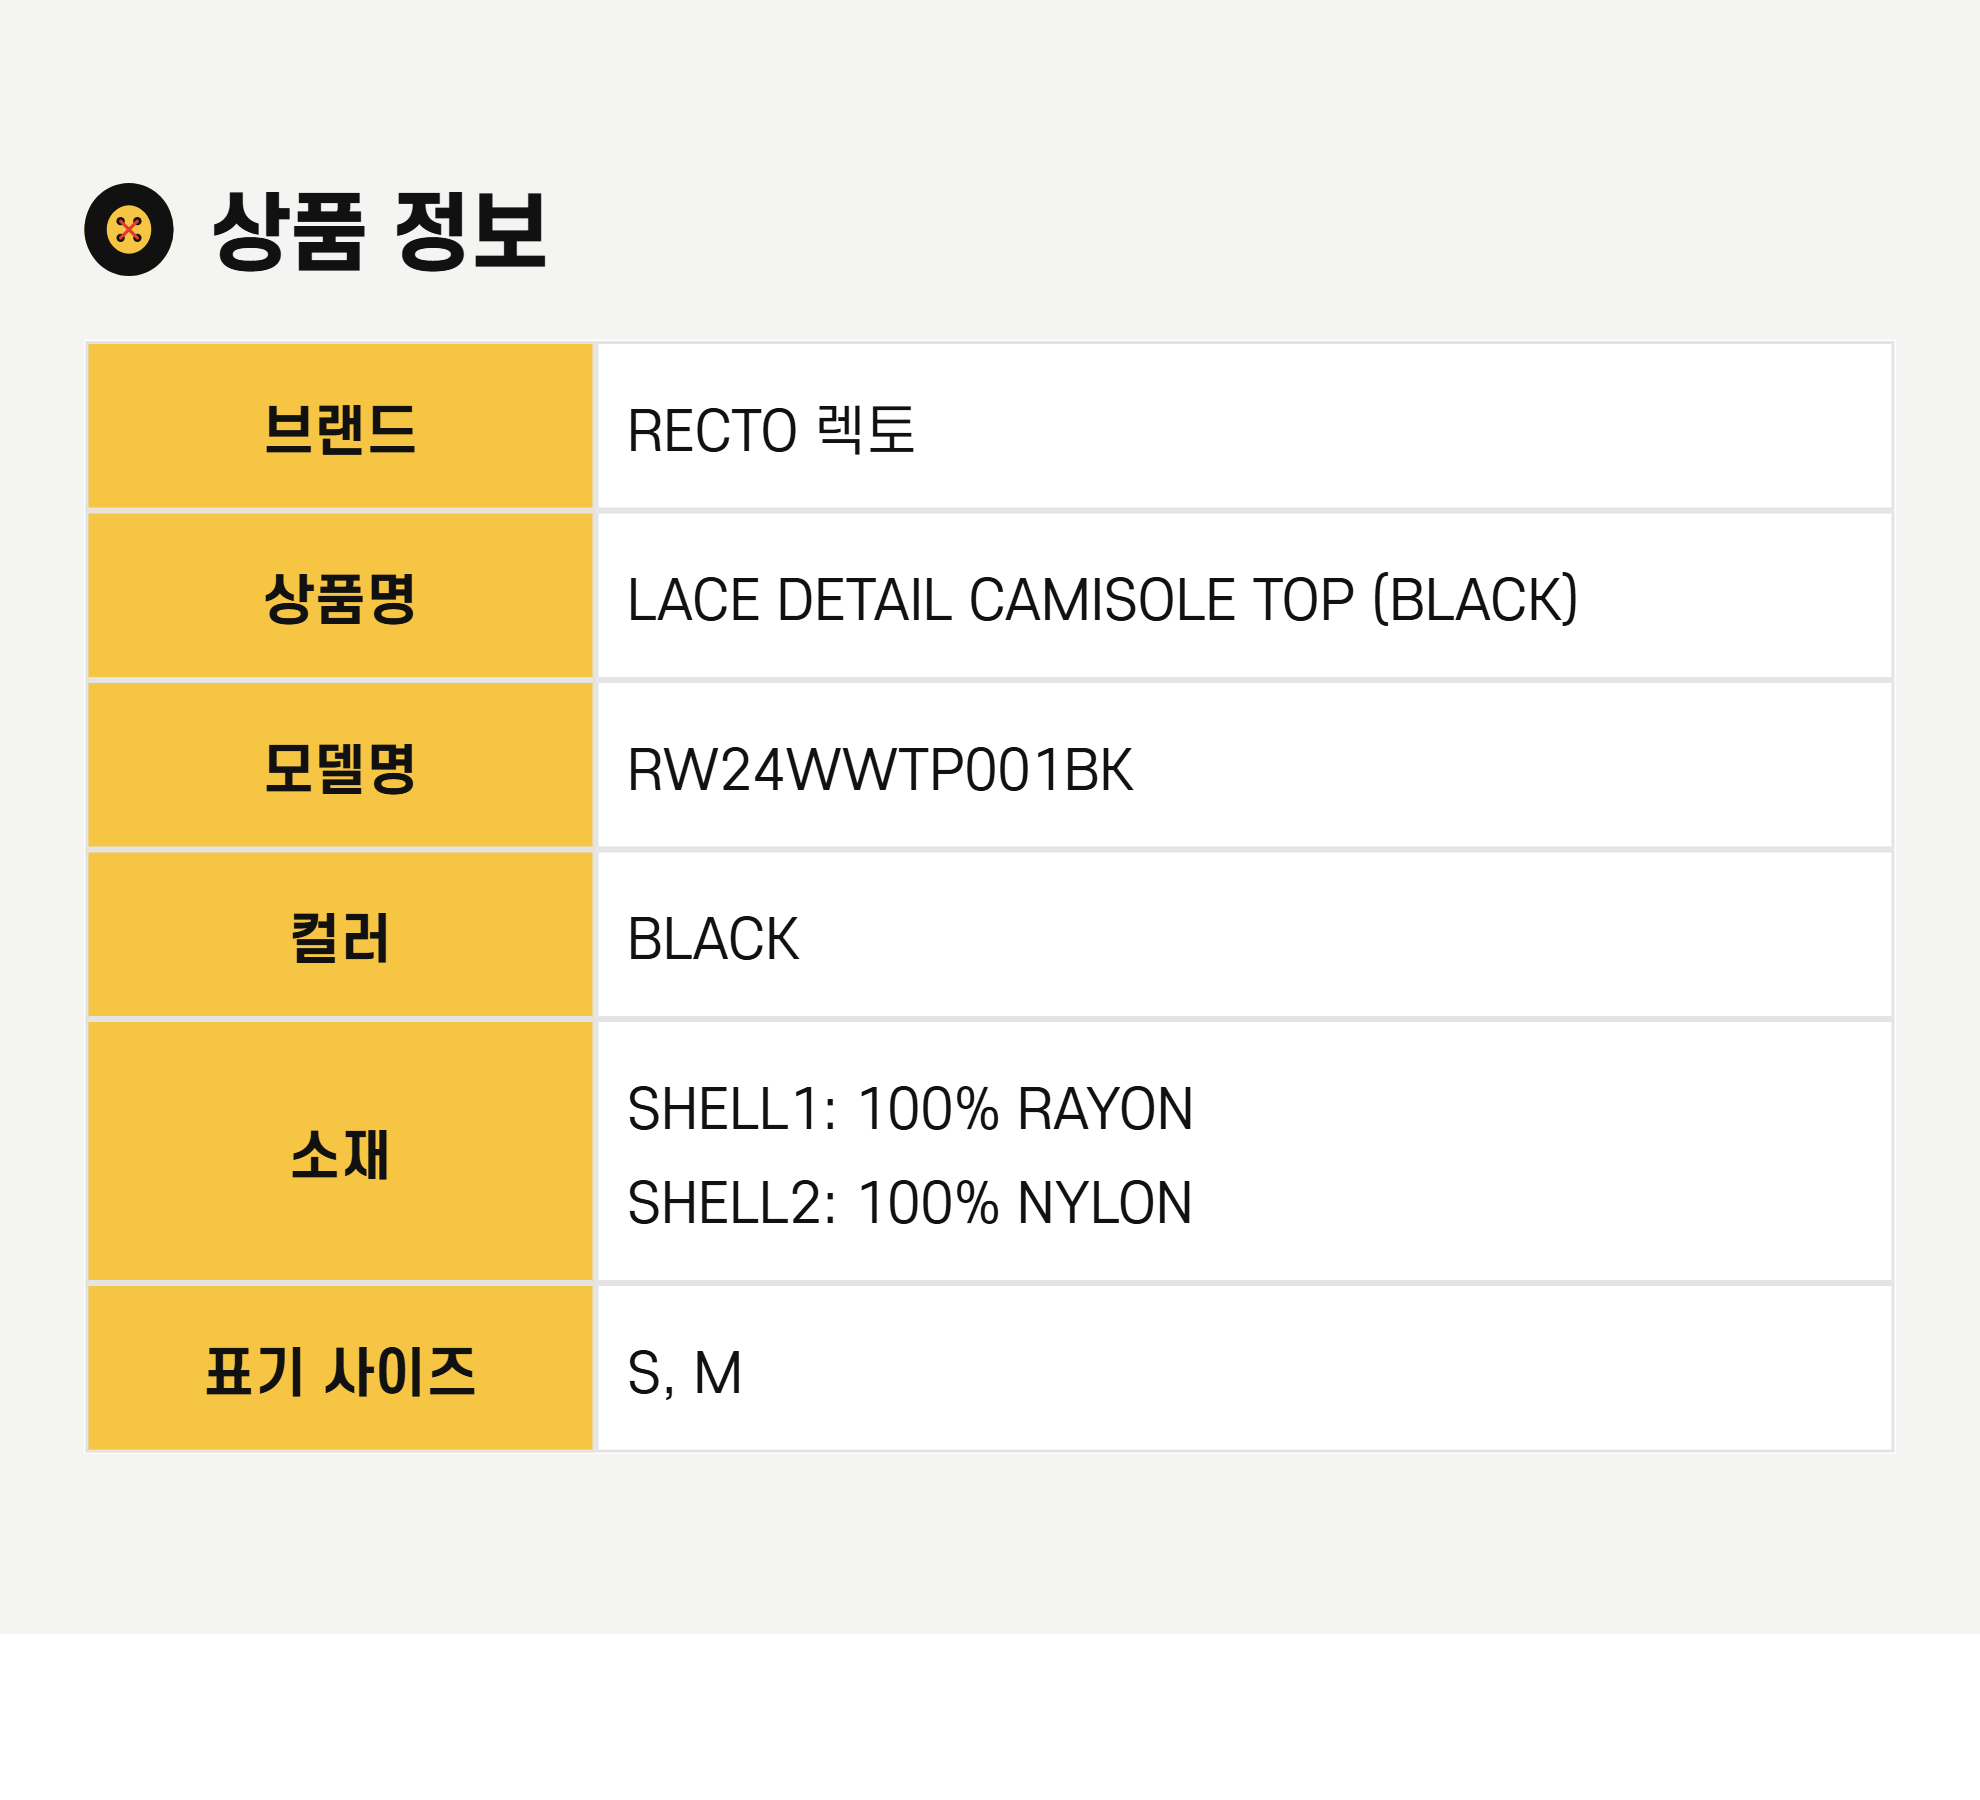 상품 정보
브랜드 RECTO 렉토
상품명 LACE DETAIL CAMISOLE TOP (BLACK)
모델명 RW24WWTP001BK
컬러 BLACK
소재 SHELL1: 100% RAYON
SHELL2: 100% NYLON
표기 사이즈 S, M